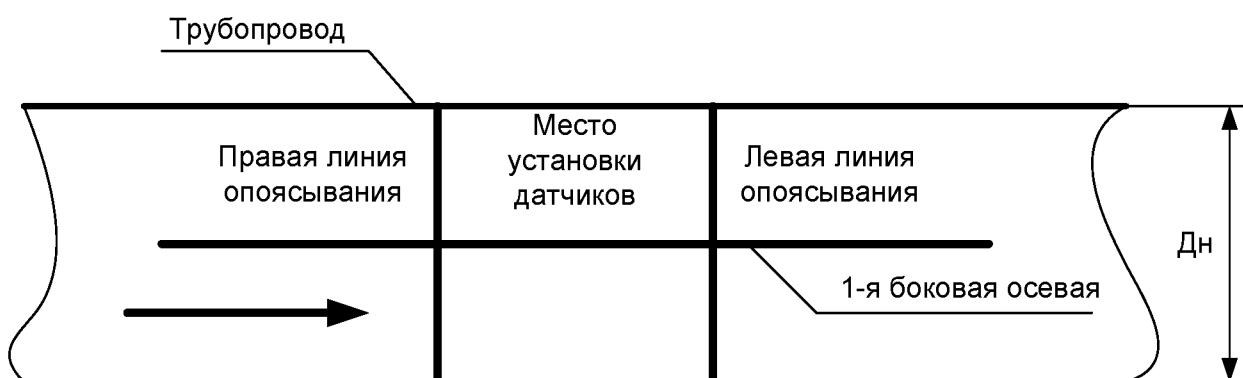 Трубопровод
Правая линия
опоясывания
Место
установки
датчиков
Левая линия
опоясывания
Дн
1-я боковая осевая